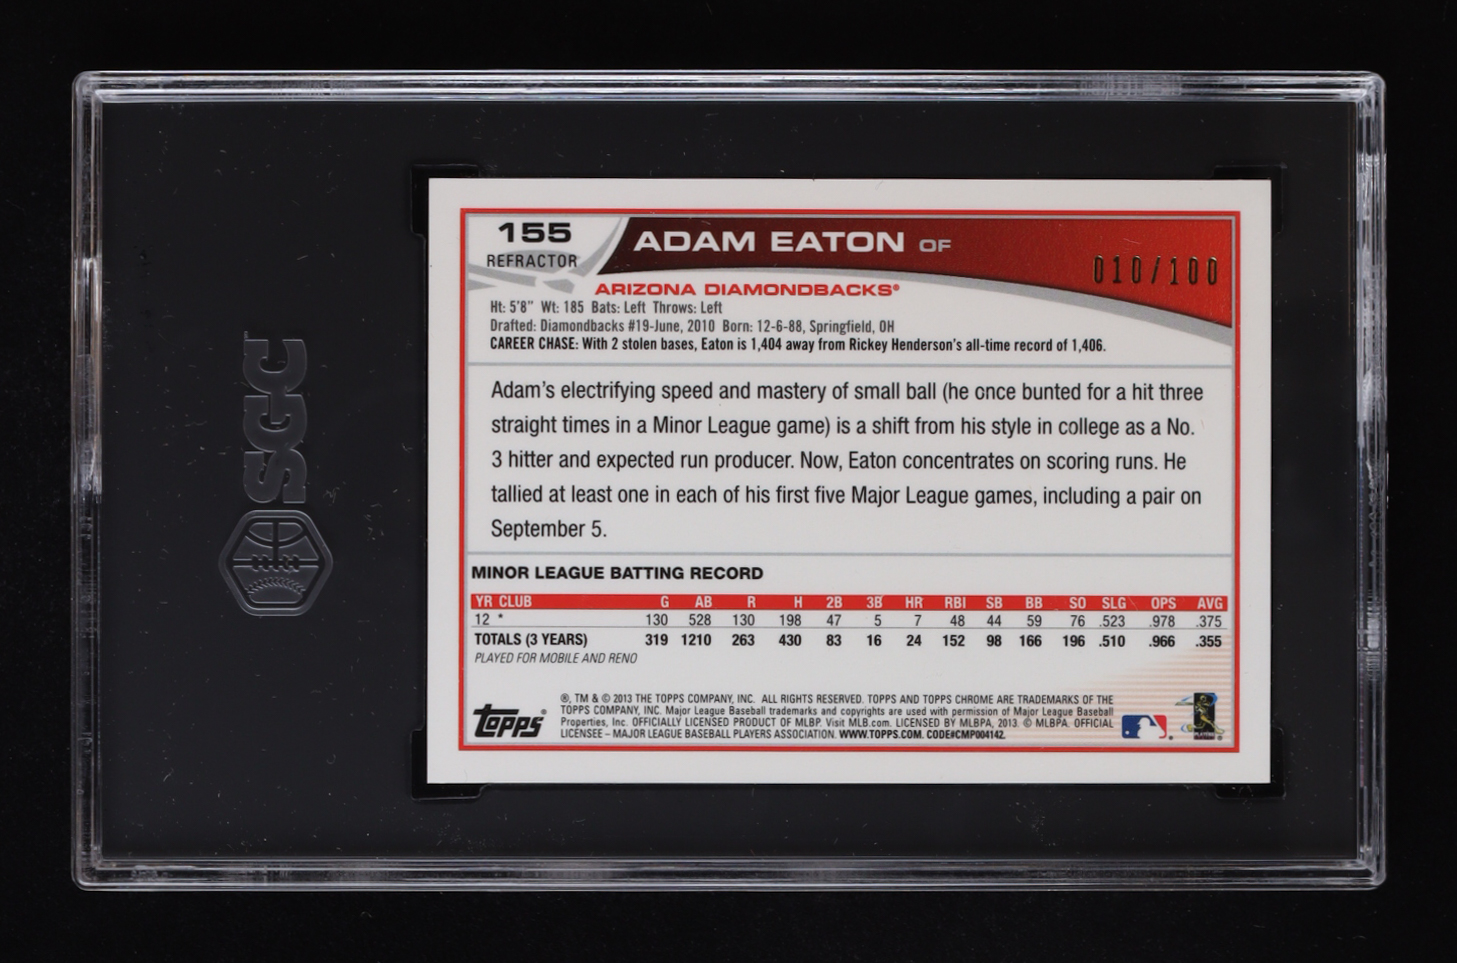 SGC
155
REFRACTOR
ADAM EATON OF
010/100
ARIZONA DIAMONDBACKS®
Ht: 5'8" Wt: 185 Bats: Left Throws: Left
Drafted: Diamondbacks #19-June, 2010 Born: 12-6-88, Springfield, OH
CAREER CHASE: With 2 stolen bases, Eaton is 1,404 away from Rickey Henderson's all-time record of 1,406.
Adam's electrifying speed and mastery of small ball (he once bunted for a hit three
straight times in a Minor League game) is a shift from his style in college as a No.
3 hitter and expected run producer. Now, Eaton concentrates on scoring runs. He
tallied at least one in each of his first five Major League games, including a pair on
September 5.
MINOR LEAGUE BATTING RECORD
YR CLUB G AB R H 2B 3B HR RBI SB BB SO SLG OPS AVG
12 * 130 528 130 198 47 5 7 48 44 59 76 .523 .978 .375
TOTALS (3 YEARS) 319 1210 263 430 83 16 24 152 98 166 196 .510 .966 .355
PLAYED FOR MOBILE AND RENO
Topps®
®, TM & © 2013 THE TOPPS COMPANY, INC. ALL RIGHTS RESERVED. TOPPS AND TOPPS CHROME ARE TRADEMARKS OF THE
TOPPS COMPANY, INC. Major League Baseball trademarks and copyrights are used with permission of Major League Baseball
Properties, Inc. OFFICIALLY LICENSED PRODUCT OF MLBP. Visit MLB.com. LICENSED BY MLBPA, 2013. © MLBPA. OFFICIAL
LICENSEE – MAJOR LEAGUE BASEBALL PLAYERS ASSOCIATION. WWW.TOPPS.COM. CODE#CMP004142.